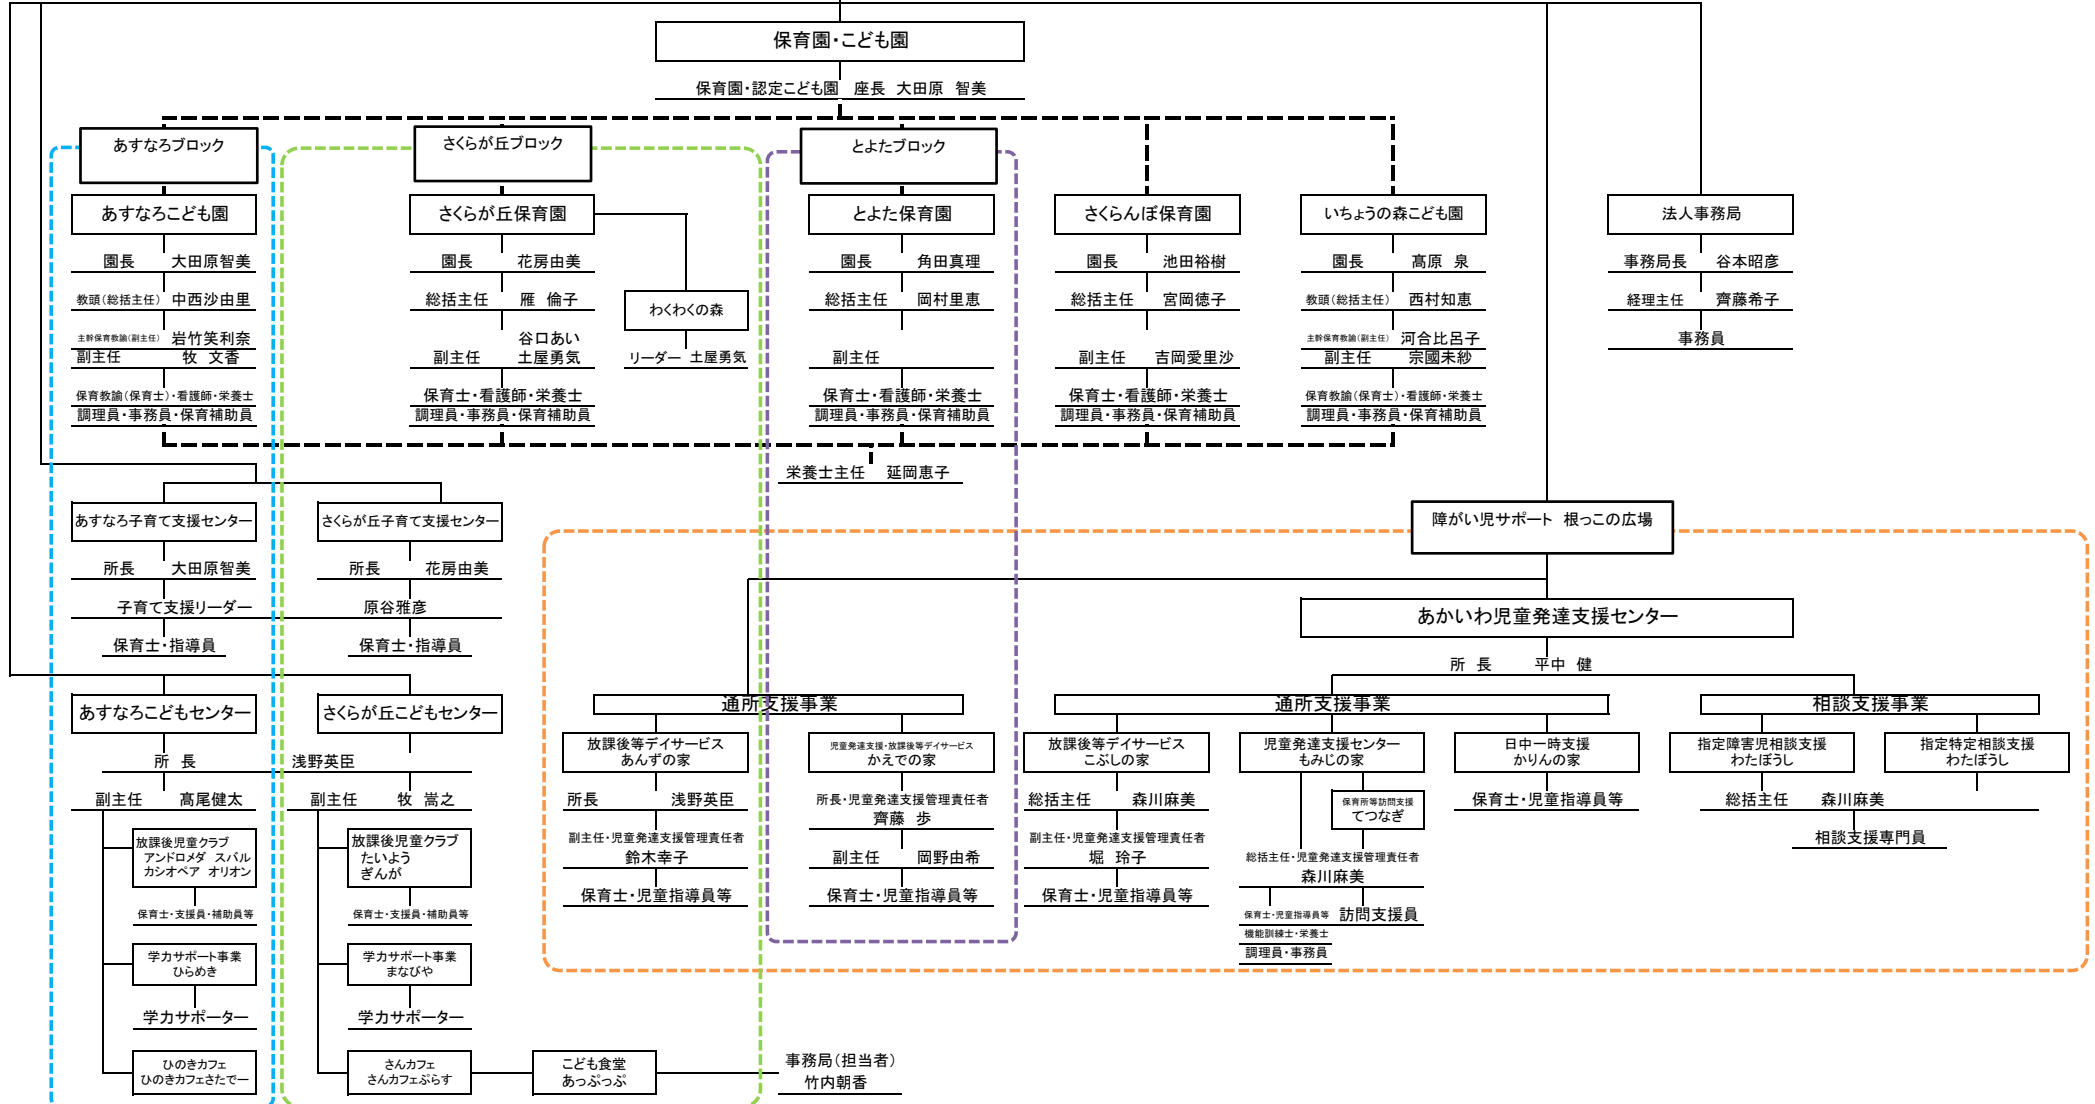 保育園・こども園
保育園・認定こども園 座長 大田原 智美
あすなろブロック
さくらが丘ブロック
とよたブロック
あすなろこども園
さくらが丘保育園
とよた保育園
さくらんぼ保育園
いちょうの森こども園
法人事務局
園長 大田原智美
園長 花房由美
園長 角田真理
園長 池田裕樹
園長 髙原 泉
事務局長 谷本昭彦
教頭(総括主任) 中西沙由里
総括主任 雁 倫子
わくわくの森
総括主任 岡村里恵
総括主任 宮岡徳子
教頭(総括主任) 西村知恵
経理主任 齊藤希子
主幹保育教諭(副主任) 岩竹笑利奈
谷口あい
主幹保育教諭(副主任) 河合比呂子
事務員
副主任 牧 文香
副主任 土屋勇気
リーダー 土屋勇気
副主任
副主任 吉岡愛里沙
副主任 宗國未紗
保育教諭(保育士)・看護師・栄養士
保育士・看護師・栄養士
保育士・看護師・栄養士
保育士・看護師・栄養士
保育教諭(保育士)・看護師・栄養士
調理員・事務員・保育補助員
調理員・事務員・保育補助員
調理員・事務員・保育補助員
調理員・事務員・保育補助員
調理員・事務員・保育補助員
栄養士主任 延岡恵子
あすなろ子育て支援センター
さくらが丘子育て支援センター
障がい児サポート 根っこの広場
所長 大田原智美
所長 花房由美
子育て支援リーダー 原谷雅彦
あかいわ児童発達支援センター
保育士・指導員
保育士・指導員
所 長 平中 健
あすなろこどもセンター
さくらが丘こどもセンター
通所支援事業
通所支援事業
相談支援事業
放課後等デイサービス
あんずの家
児童発達支援・放課後等デイサービス
かえでの家
放課後等デイサービス
こぶしの家
児童発達支援センター
もみじの家
日中一時支援
かりんの家
指定障害児相談支援
わたぼうし
指定特定相談支援
わたぼうし
所 長 浅野英臣
副主任 髙尾健太
副主任 牧 嵩之
所長 浅野英臣
所長・児童発達支援管理責任者
齊藤 歩
総括主任 森川麻美
保育所等訪問支援
てつなぎ
保育士・児童指導員等
総括主任 森川麻美
放課後児童クラブ
アンドロメダ スバル
カシオペア オリオン
放課後児童クラブ
たいよう
ぎんが
副主任・児童発達支援管理責任者
鈴木幸子
副主任 岡野由希
副主任・児童発達支援管理責任者
堀 玲子
総括主任・児童発達支援管理責任者
森川麻美
相談支援専門員
保育士・児童指導員等
保育士・児童指導員等
保育士・児童指導員等
保育士・支援員・補助員等
保育士・支援員・補助員等
保育士・児童指導員等
機能訓練士・栄養士
調理員・事務員
訪問支援員
学力サポート事業
ひらめき
学力サポート事業
まなびや
学力サポーター
学力サポーター
ひのきカフェ
ひのきカフェさたでー
さんカフェ
さんカフェぷらす
こども食堂
あっぷっぷ
事務局(担当者)
竹内朝香